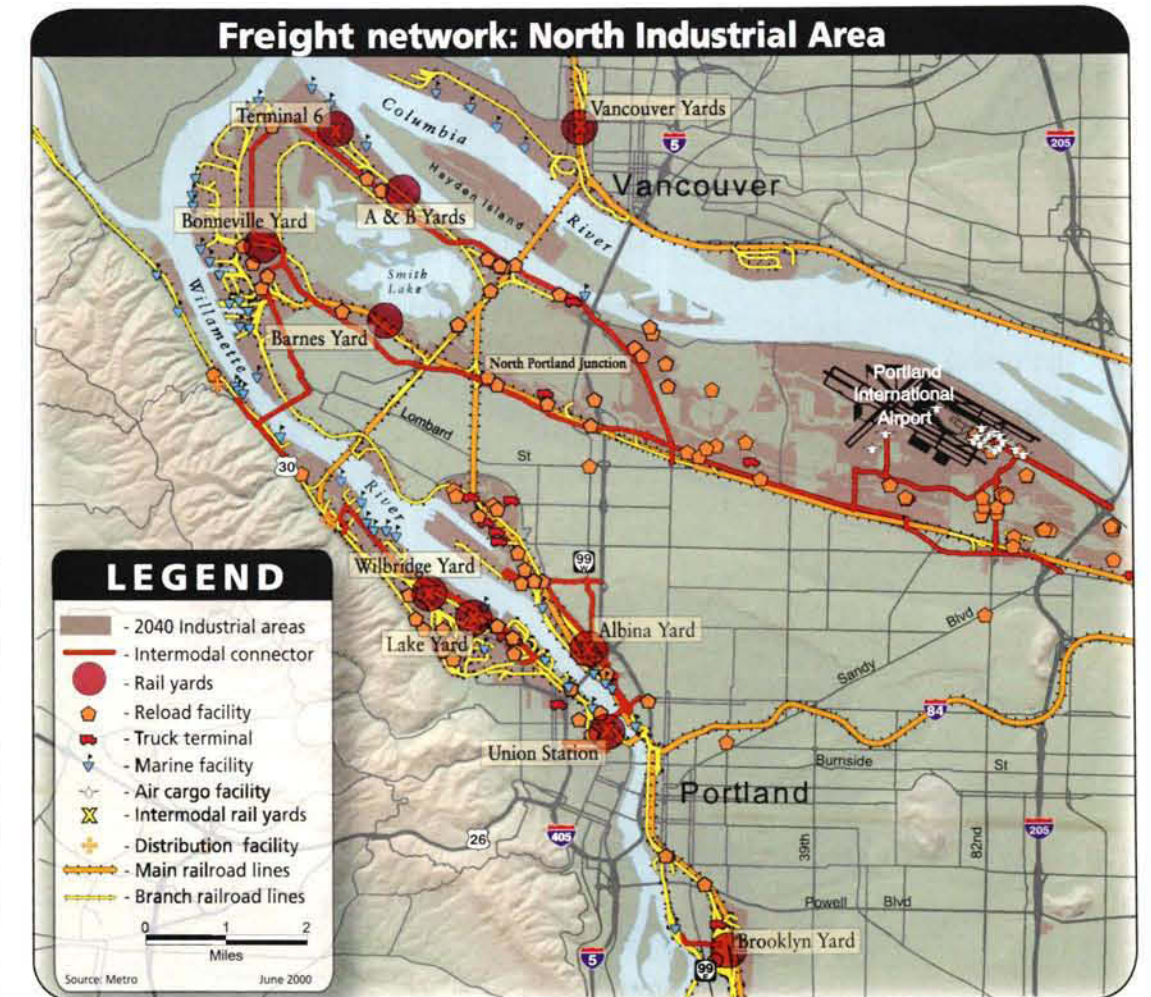 Freight network: North Industrial Area
Terminal 6
Columbia
River
Vancouver Yards
5
205
Vancouver
Hayden Island
Bonneville Yard
A & B Yards
Smith
Lake
Willamette
River
Barnes Yard
North Portland Junction
Portland
International
Airport
Lombard
St
30
99
W
Wilbridge Yard
Lake Yard
Albina Yard
Blvd
Sandy
84
Union Station
Burnside
St
Portland
26
405
205
39th
82nd
Powell
Blvd
Brooklyn Yard
5
99
E
LEGEND
- 2040 Industrial areas
- Intermodal connector
- Rail yards
- Reload facility
- Truck terminal
- Marine facility
- Air cargo facility
X - Intermodal rail yards
- Distribution facility
- Main railroad lines
- Branch railroad lines
0 1 2
Miles
Source: Metro June 2000